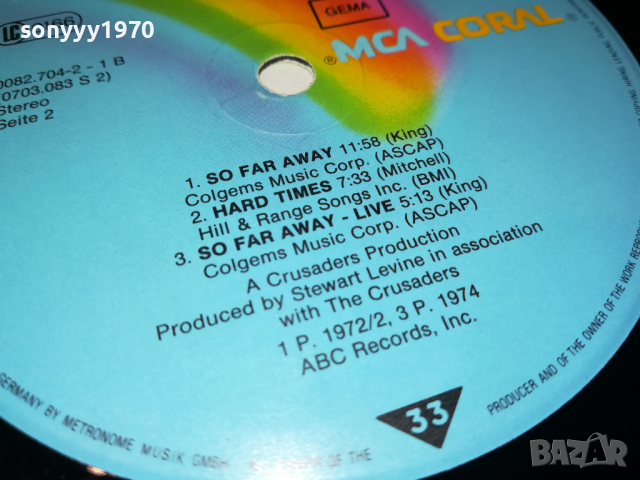 sonyyy1970
LC
GEMA
® MCA CORAL
0082.704-2 - 1 B
0703.083 S 2)
Stereo
Seite 2
1. SO FAR AWAY 11:58 (King)
Colgems Music Corp. (ASCAP)
2. HARD TIMES 7:33 (Mitchell)
Hill & Range Songs Inc. (BMI)
3. SO FAR AWAY - LIVE 5:13 (King)
Colgems Music Corp. (ASCAP)
A Crusaders Production
Produced by Stewart Levine in association
with The Crusaders
1 P. 1972/2, 3 P. 1974
ABC Records, Inc.
33
GERMANY BY METRONOME MUSIK GMBH
OF THE
PRODUCER AND OF THE OWNER OF THE WORK
BAZAR